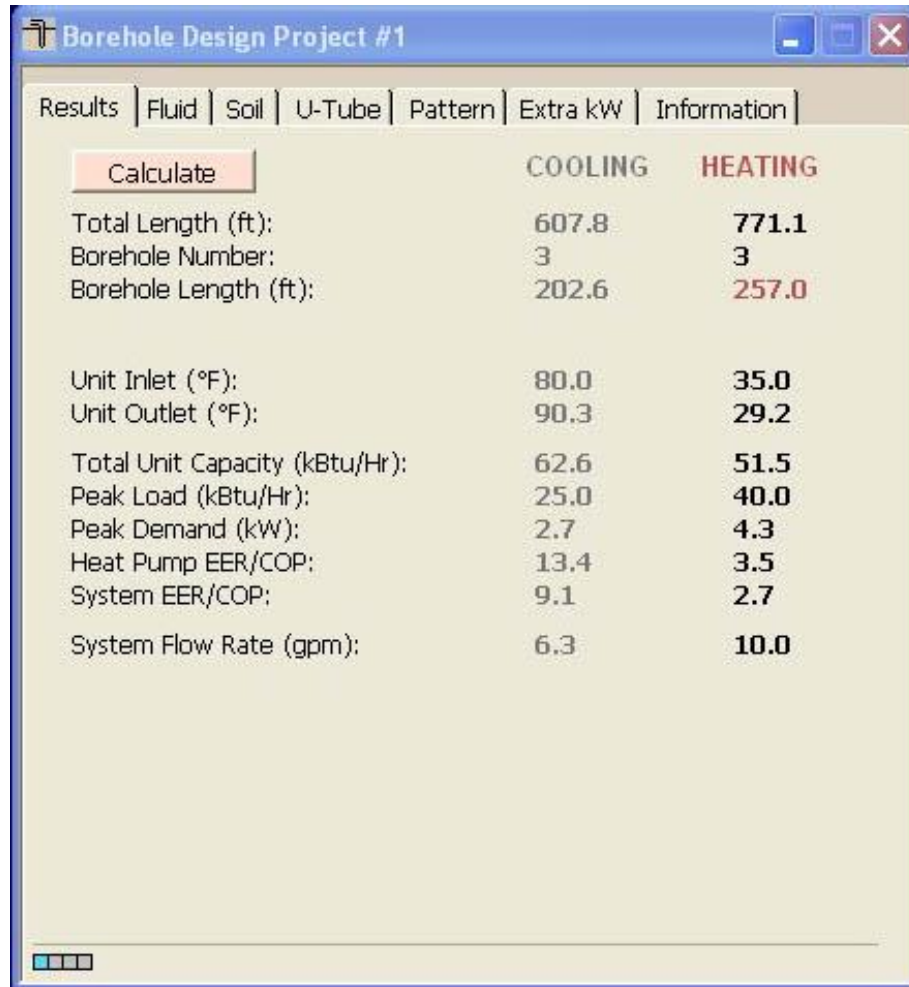 Borehole Design Project #1
Results Fluid Soil U-Tube Pattern Extra kW Information
Calculate COOLING HEATING
Total Length (ft): 607.8 771.1
Borehole Number: 3 3
Borehole Length (ft): 202.6 257.0
Unit Inlet (°F): 80.0 35.0
Unit Outlet (°F): 90.3 29.2
Total Unit Capacity (kBtu/Hr): 62.6 51.5
Peak Load (kBtu/Hr): 25.0 40.0
Peak Demand (kW): 2.7 4.3
Heat Pump EER/COP: 13.4 3.5
System EER/COP: 9.1 2.7
System Flow Rate (gpm): 6.3 10.0